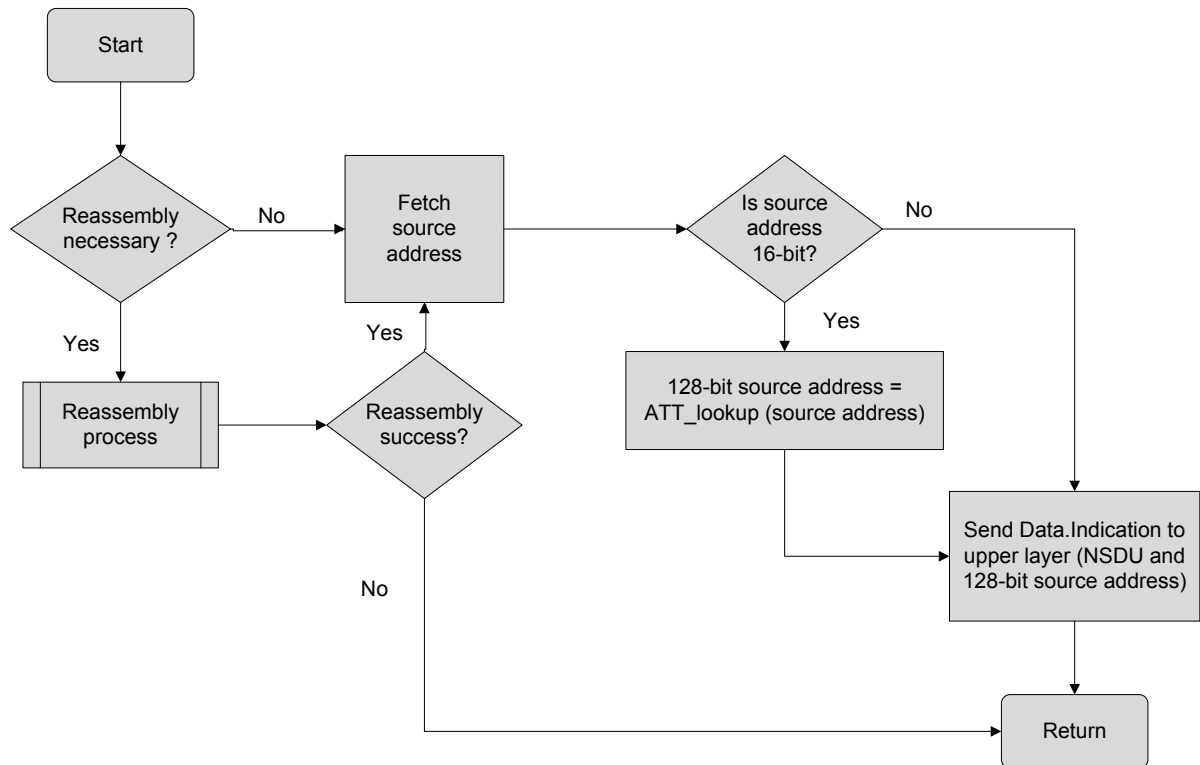 Start
Reassembly
necessary ?
No
Fetch
source
address
Is source
address
16-bit?
No
Yes
Yes
Yes
Reassembly
process
Reassembly
success?
128-bit source address =
ATT_lookup (source address)
No
Send Data.Indication to
upper layer (NSDU and
128-bit source address)
Return